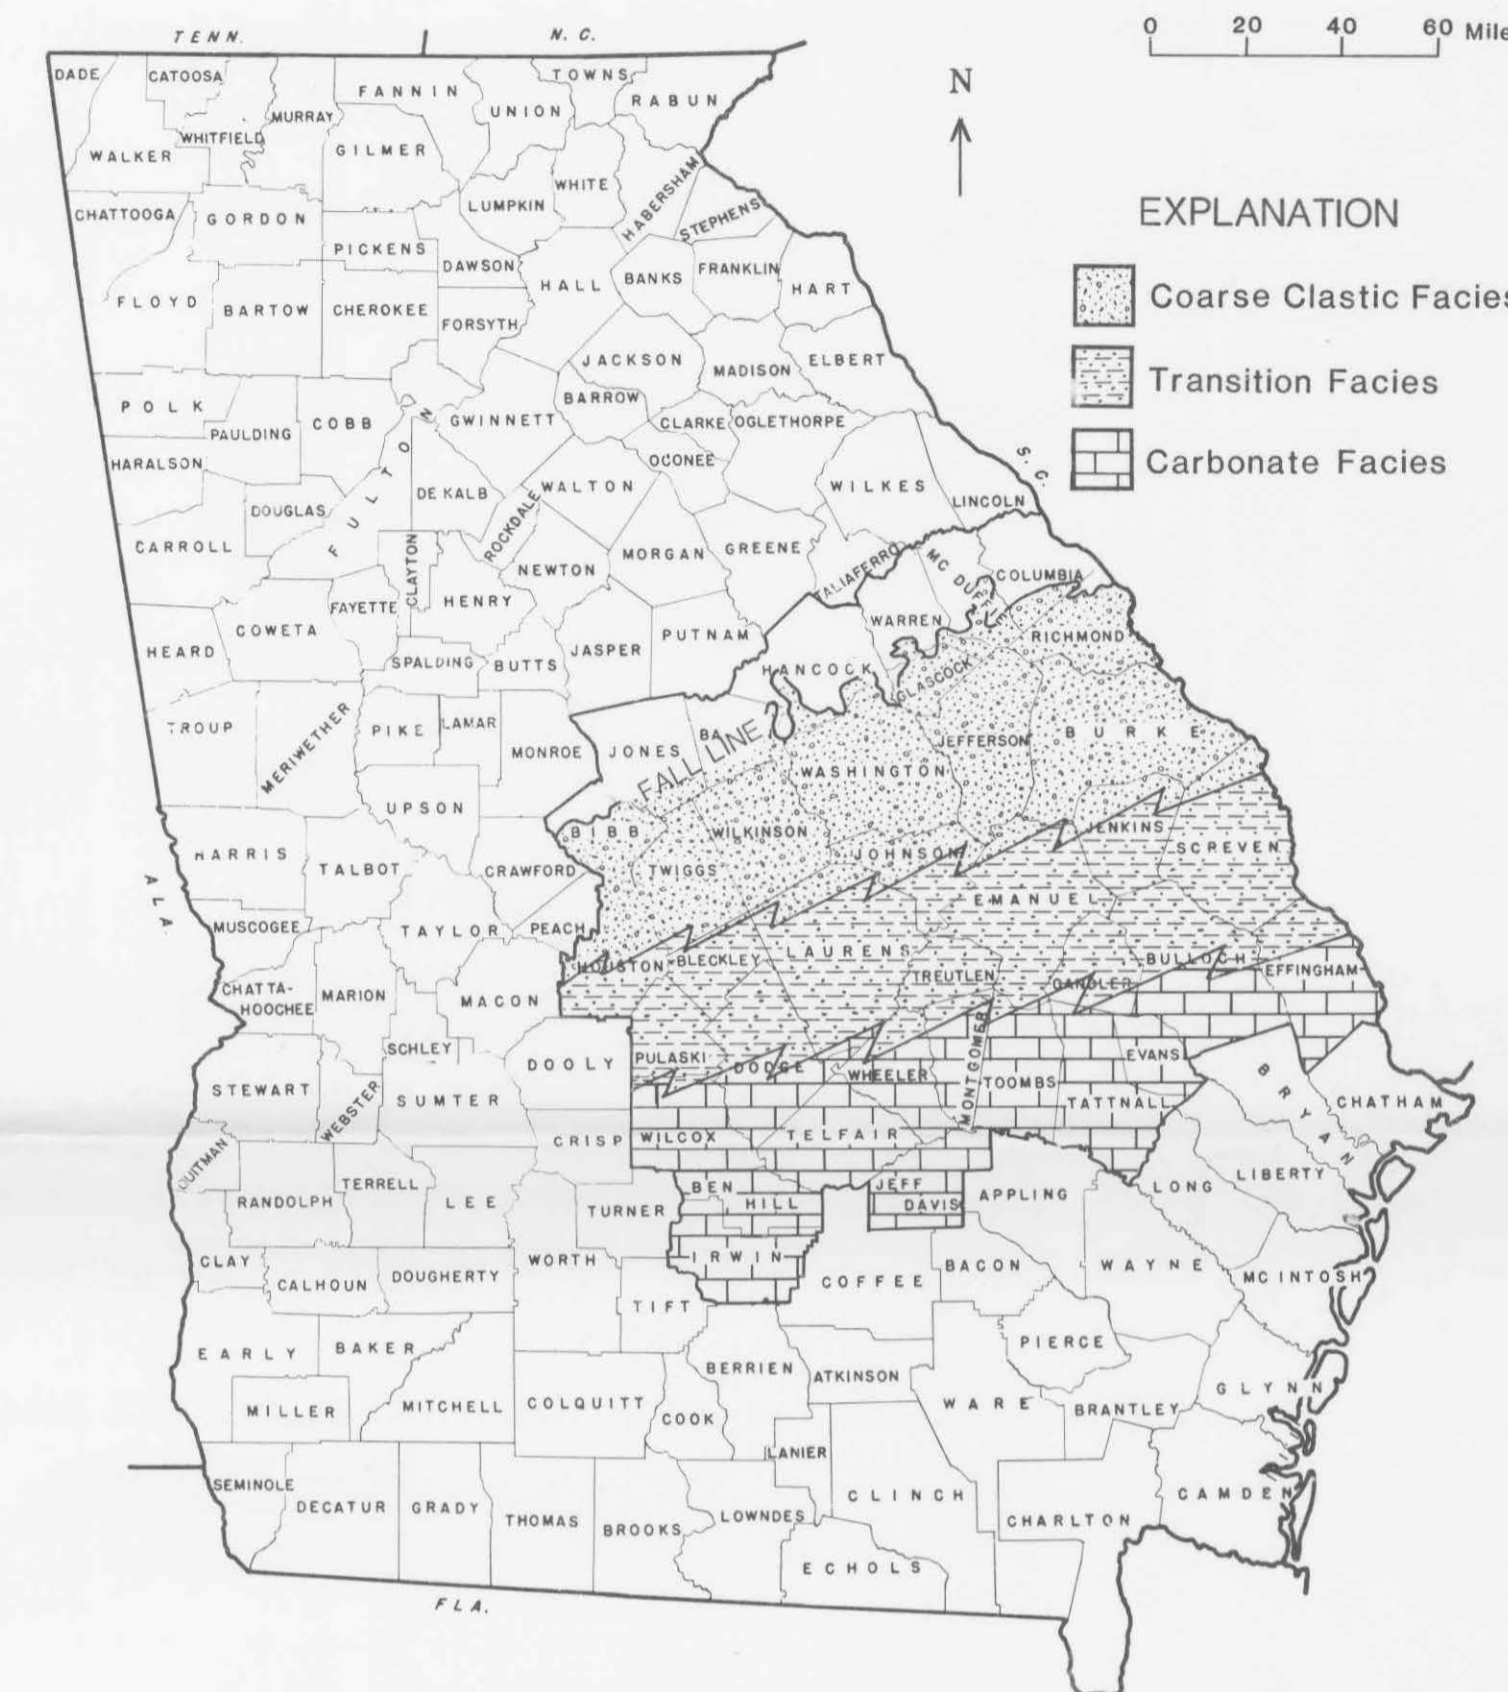 TENN.
N. C.
0 20 40 60 Mile
N
EXPLANATION
Coarse Clastic Facies
Transition Facies
Carbonate Facies
DADE
CATOOSA
FANNIN
TOWNS
UNION
RABUN
MURRAY
WHITFIELD
WALKER
GILMER
WHITE
HABERSHAM
LUMPKIN
STEPHENS
CHATTOOGA
GORDON
PICKENS
DAWSON
HALL
BANKS
FRANKLIN
HART
FLOYD
BARTOW
CHEROKEE
FORSYTH
JACKSON
MADISON
ELBERT
POLK
PAULDING
COBB
FULTON
GWINNETT
BARROW
CLARKE
OGLETHORPE
OCONEE
HARALSON
DOUGLAS
DE KALB
ROCKDALE
WALTON
WILKES
LINCOLN
S. C.
CARROLL
CLAYTON
NEWTON
MORGAN
GREENE
TALIAFERRO
MC DUFFIE
COLUMBIA
FAYETTE
HENRY
WARREN
RICHMOND
HEARD
COWETA
SPALDING
BUTTS
JASPER
PUTNAM
HANCOCK
GLASCOCK
TROUP
MERIWETHER
PIKE
LAMAR
MONROE
JONES
BA
FALL LINE
WASHINGTON
JEFFERSON
BURKE
UPSON
BIBB
WILKINSON
JOHNSON
JENKINS
SCREVEN
HARRIS
TALBOT
CRAWFORD
TWIGGS
EMANUEL
ALA.
MUSCOGEE
TAYLOR
PEACH
HOUSTON
BLECKLEY
LAURENS
TREUTLEN
CANDLER
BULLOCH
EFFINGHAM
CHATTA-
HOOCHEE
MARION
MACON
SCHLEY
DOOLY
PULASKI
DODGE
WHEELER
MONTGOMERY
TOOMBS
EVANS
TATTNALL
BRYAN
CHATHAM
STEWART
WEBSTER
SUMTER
CRISP
WILCOX
TELFAIR
QUITMAN
RANDOLPH
TERRELL
LEE
TURNER
BEN
HILL
JEFF
DAVIS
APPLING
LONG
LIBERTY
CLAY
CALHOUN
DOUGHERTY
WORTH
TIFT
IRWIN
COFFEE
BACON
WAYNE
MC INTOSH
EARLY
BAKER
BERRIEN
ATKINSON
PIERCE
MILLER
MITCHELL
COLQUITT
COOK
WARE
BRANTLEY
GLYNN
LANIER
SEMINOLE
DECATUR
GRADY
THOMAS
BROOKS
LOWNDES
CLINCH
CHARLTON
CAMDEN
ECHOLS
FLA.